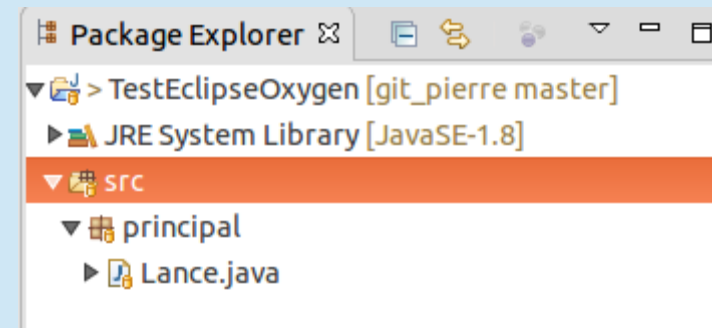 Package Explorer
> TestEclipseOxygen [git_pierre master]
JRE System Library [JavaSE-1.8]
src
principal
Lance.java